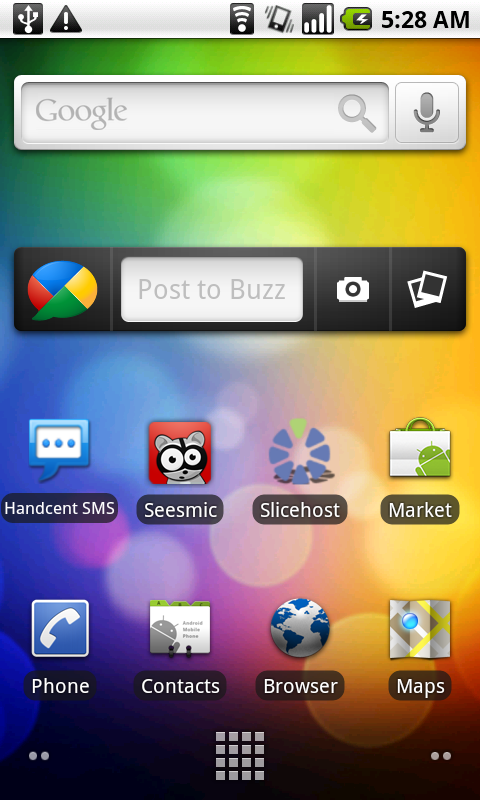 5:28 AM
Google
Post to Buzz
Handcent SMS
Seesmic
Slicehost
Market
Android
Mobile
Phone
Phone
Contacts
Browser
Maps